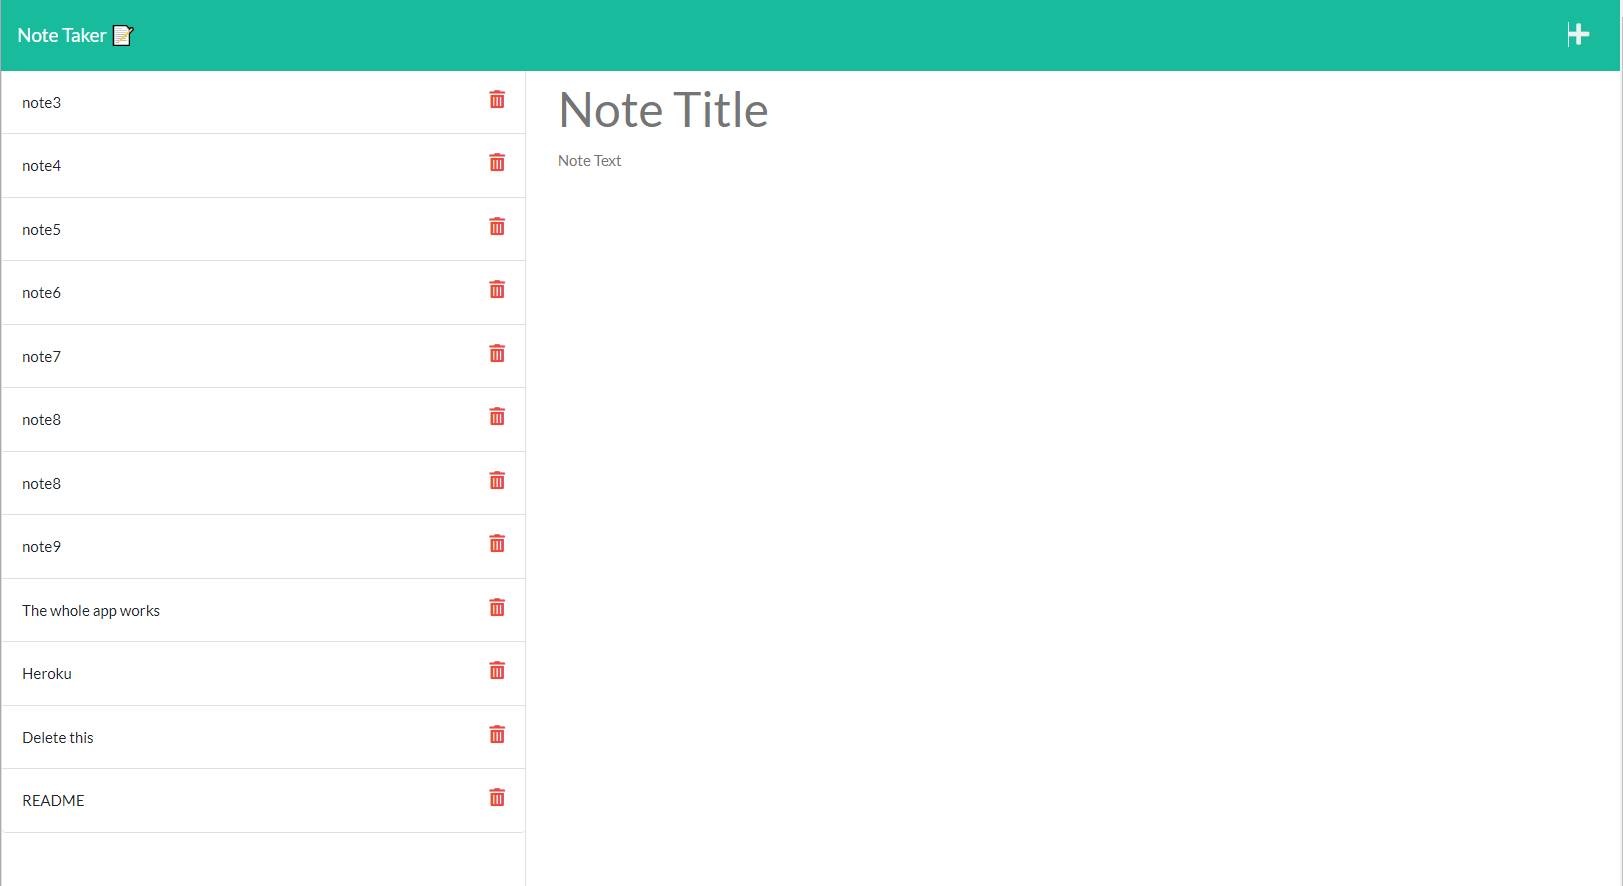 Note Taker 📝
note3
note4
note5
note6
note7
note8
note8
note9
The whole app works
Heroku
Delete this
README
Note Title
Note Text